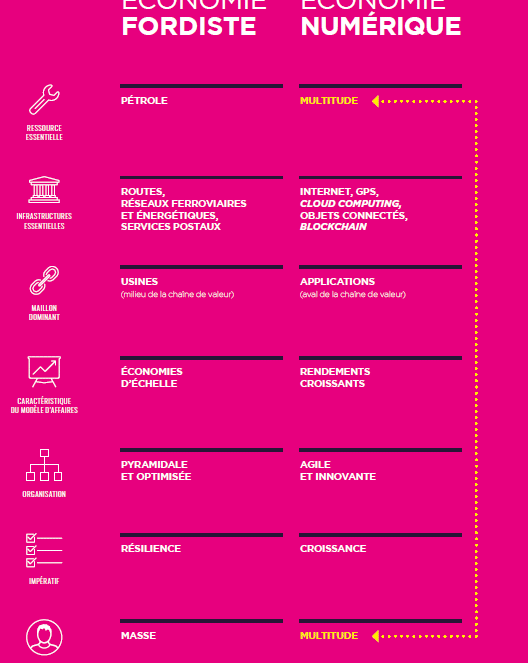 ÉCONOMIE
FORDISTE
ÉCONOMIE
NUMÉRIQUE
RESSOURCE
ESSENTIELLE
PÉTROLE
MULTITUDE
INFRASTRUCTURES
ESSENTIELLES
ROUTES,
RÉSEAUX FERROVIAIRES
ET ÉNERGÉTIQUES,
SERVICES POSTAUX
INTERNET, GPS,
CLOUD COMPUTING,
OBJETS CONNECTÉS,
BLOCKCHAIN
MAILLON
DOMINANT
USINES
(milieu de la chaîne de valeur)
APPLICATIONS
(aval de la chaîne de valeur)
CARACTÉRISTIQUE
DU MODÈLE D'AFFAIRES
ÉCONOMIES
D'ÉCHELLE
RENDEMENTS
CROISSANTS
ORGANISATION
PYRAMIDALE
ET OPTIMISÉE
AGILE
ET INNOVANTE
IMPÉRATIF
RÉSILIENCE
CROISSANCE
MASSE
MULTITUDE